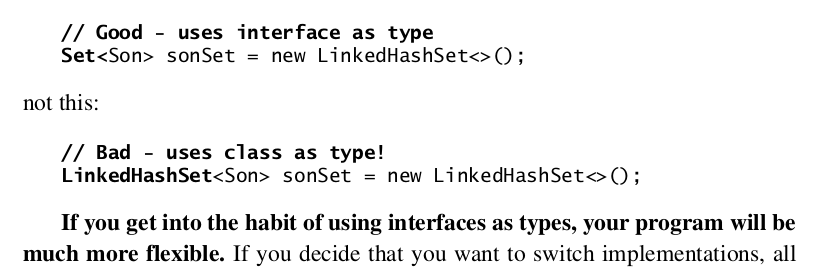 // Good - uses interface as type
Set<Son> sonSet = new LinkedHashSet<>();
not this:
// Bad - uses class as type!
LinkedHashSet<Son> sonSet = new LinkedHashSet<>();
If you get into the habit of using interfaces as types, your program will be
much more flexible. If you decide that you want to switch implementations, all